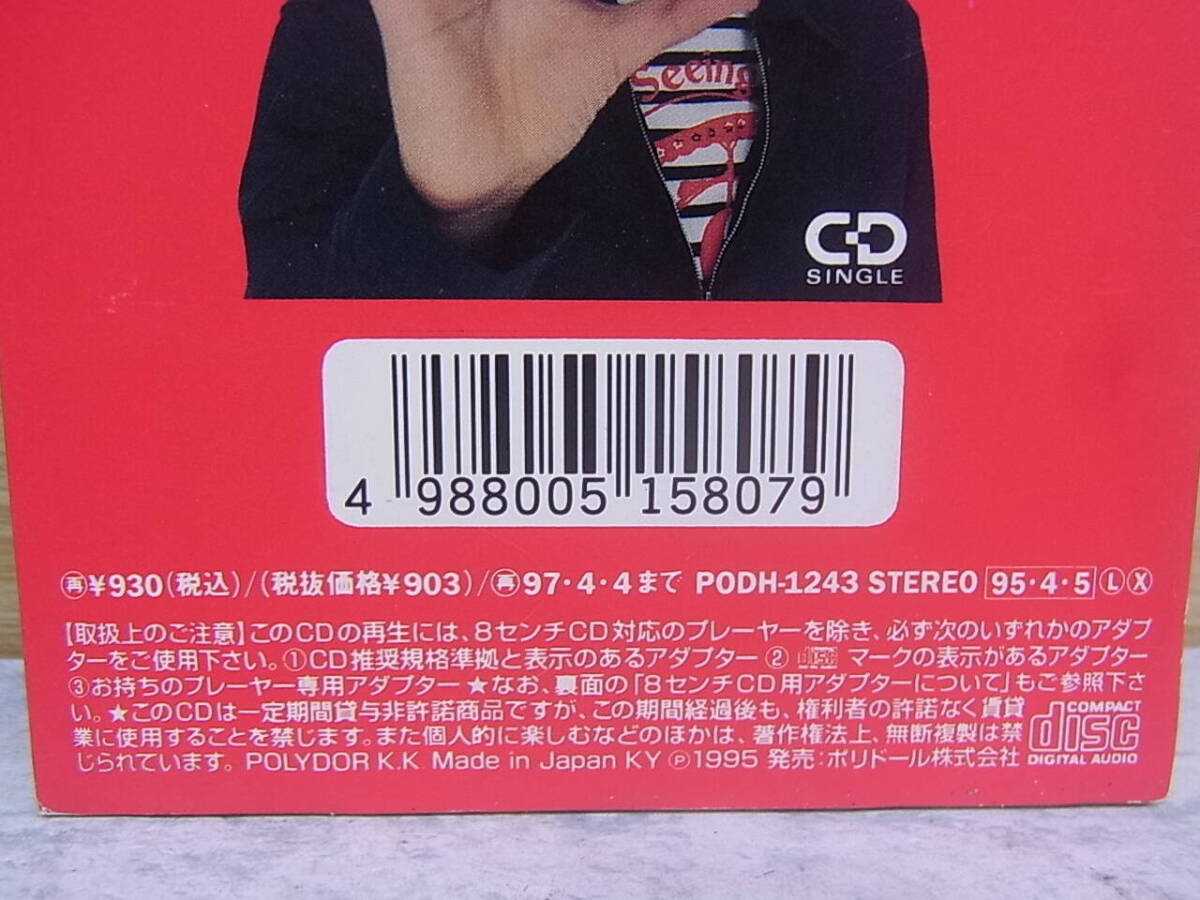 Seeing
CD
SINGLE
4 988005 158079
㊥¥930(税込)/(税抜価格¥903)/㊥97・4・4まで PODH-1243 STEREO 95・4・5 Ⓛ Ⓧ
【取扱上のご注意】このCDの再生には、8センチCD対応のプレーヤーを除き、必ず次のいずれかのアダプ
ターをご使用下さい。①CD推奨規格準拠と表示のあるアダプター ② disc マークの表示があるアダプター
③お持ちのプレーヤー専用アダプター ★なお、裏面の「8センチCD用アダプターについて」もご参照下さ
い。★このCDは一定期間貸与非許諾商品ですが、この期間経過後も、権利者の許諾なく賃貸
業に使用することを禁じます。また個人的に楽しむなどのほかは、著作権法上、無断複製は禁
じられています。 POLYDOR K.K. Made in Japan KY Ⓟ1995 発売:ポリドール株式会社
COMPACT
disc
DIGITAL AUDIO